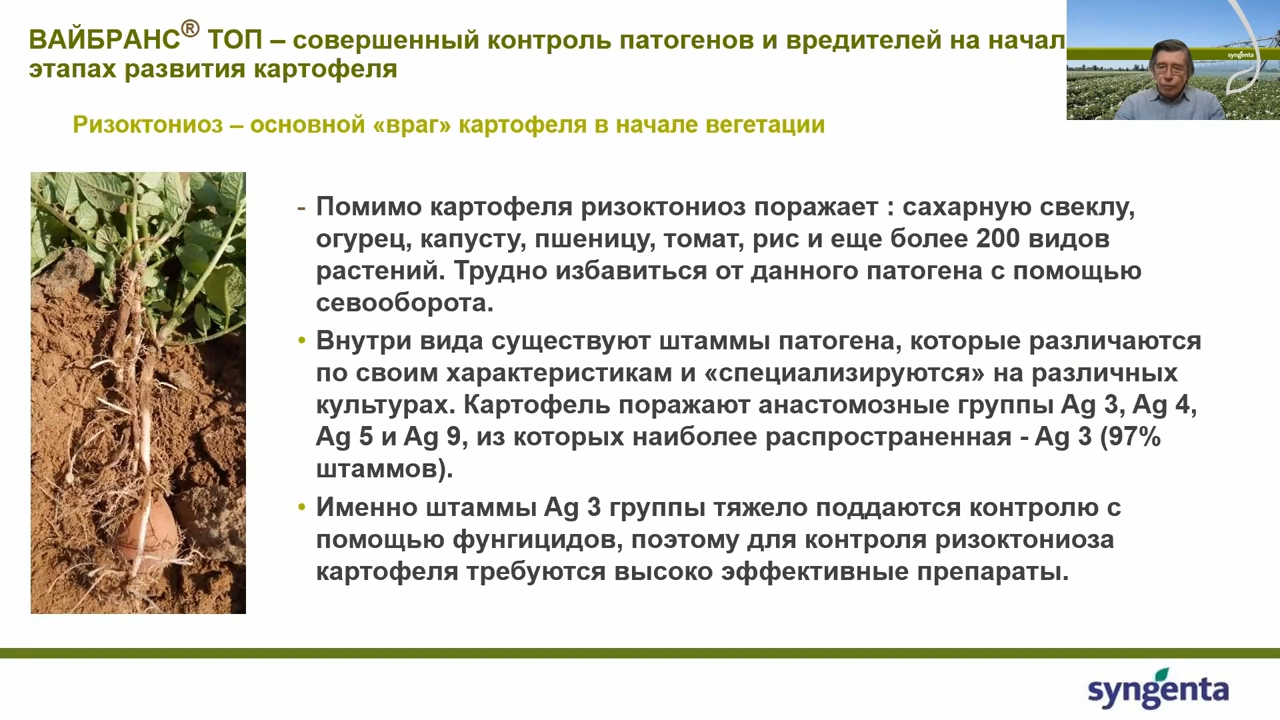 ВАЙБРАНС® ТОП – совершенный контроль патогенов и вредителей на начал
этапах развития картофеля
syngenta
Ризоктониоз – основной «враг» картофеля в начале вегетации
- Помимо картофеля ризоктониоз поражает : сахарную свеклу,
огурец, капусту, пшеницу, томат, рис и еще более 200 видов
растений. Трудно избавиться от данного патогена с помощью
севооборота.
• Внутри вида существуют штаммы патогена, которые различаются
по своим характеристикам и «специализируются» на различных
культурах. Картофель поражают анастомозные группы Ag 3, Ag 4,
Ag 5 и Ag 9, из которых наиболее распространенная - Ag 3 (97%
штаммов).
• Именно штаммы Ag 3 группы тяжело поддаются контролю с
помощью фунгицидов, поэтому для контроля ризоктониоза
картофеля требуются высоко эффективные препараты.
syngenta